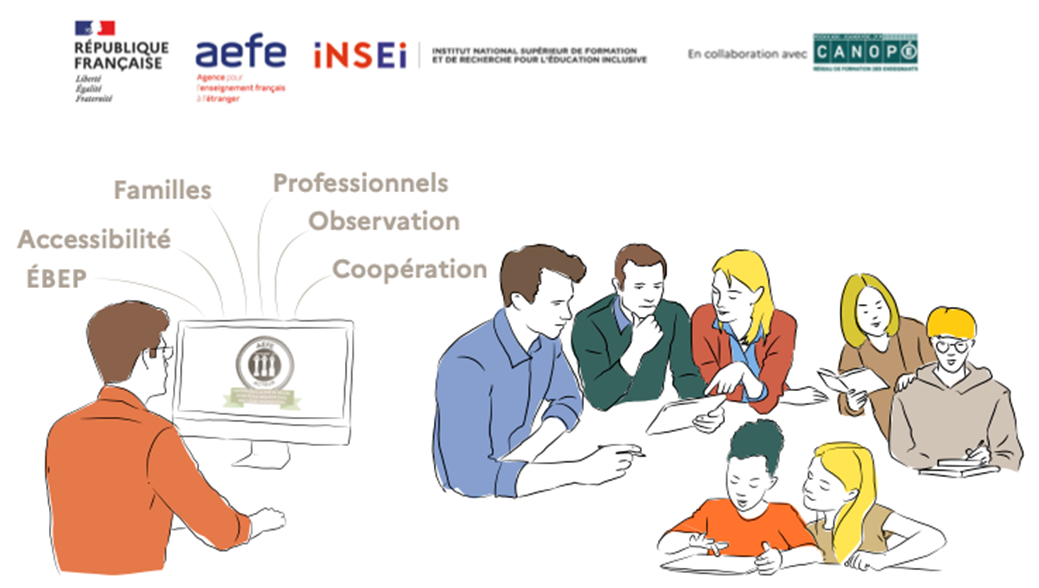 RÉPUBLIQUE
FRANÇAISE
Liberté
Égalité
Fraternité
aefe
Agence pour
l'enseignement français
à l'étranger
iNSEi
INSTITUT NATIONAL SUPÉRIEUR DE FORMATION
ET DE RECHERCHE POUR L'ÉDUCATION INCLUSIVE
En collaboration avec
CANOPÉ
RÉSEAU DE FORMATION DES ENSEIGNANTS
Familles
Professionnels
Observation
Accessibilité
Coopération
ÉBEP
AEFE
ACTEUR